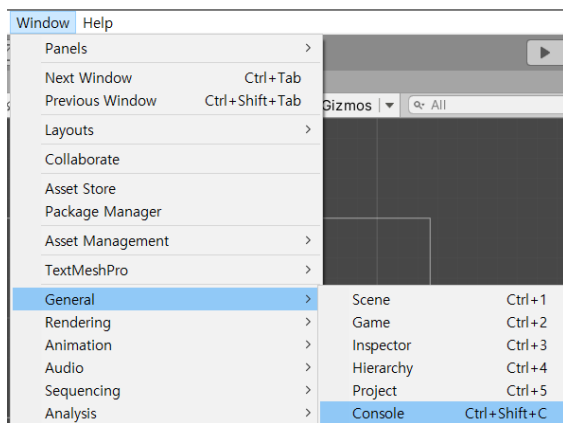 Window Help
Panels
Next Window Ctrl+Tab
Previous Window Ctrl+Shift+Tab
Gizmos All
Layouts
Collaborate
Asset Store
Package Manager
Asset Management
TextMeshPro
General
Rendering
Animation
Audio
Sequencing
Analysis
Scene Ctrl+1
Game Ctrl+2
Inspector Ctrl+3
Hierarchy Ctrl+4
Project Ctrl+5
Console Ctrl+Shift+C